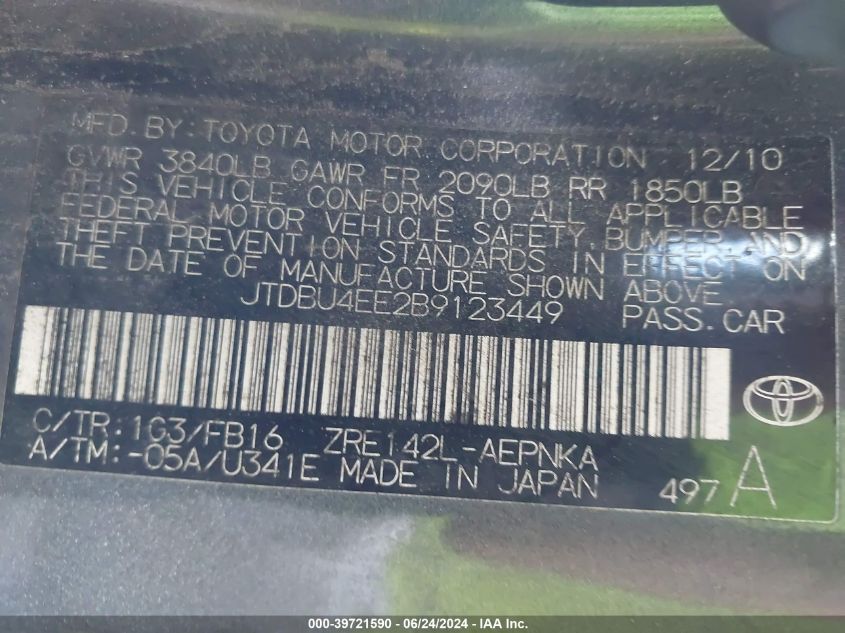 MFD. BY: TOYOTA MOTOR CORPORATION 12/10
GVWR 3840LB GAWR FR 2090LB RR 1850LB
THIS VEHICLE CONFORMS TO ALL APPLICABLE
FEDERAL MOTOR VEHICLE SAFETY, BUMPER, AND
THEFT PREVENTION STANDARDS IN EFFECT ON
THE DATE OF MANUFACTURE SHOWN ABOVE.
JTDBU4EE2B9123449 PASS. CAR
C/TR: 1G3/FB16 ZRE142L-AEPNKA
A/TM: -05A/U341E MADE IN JAPAN 497 A
000-39721590 - 06/24/2024 - IAA Inc.